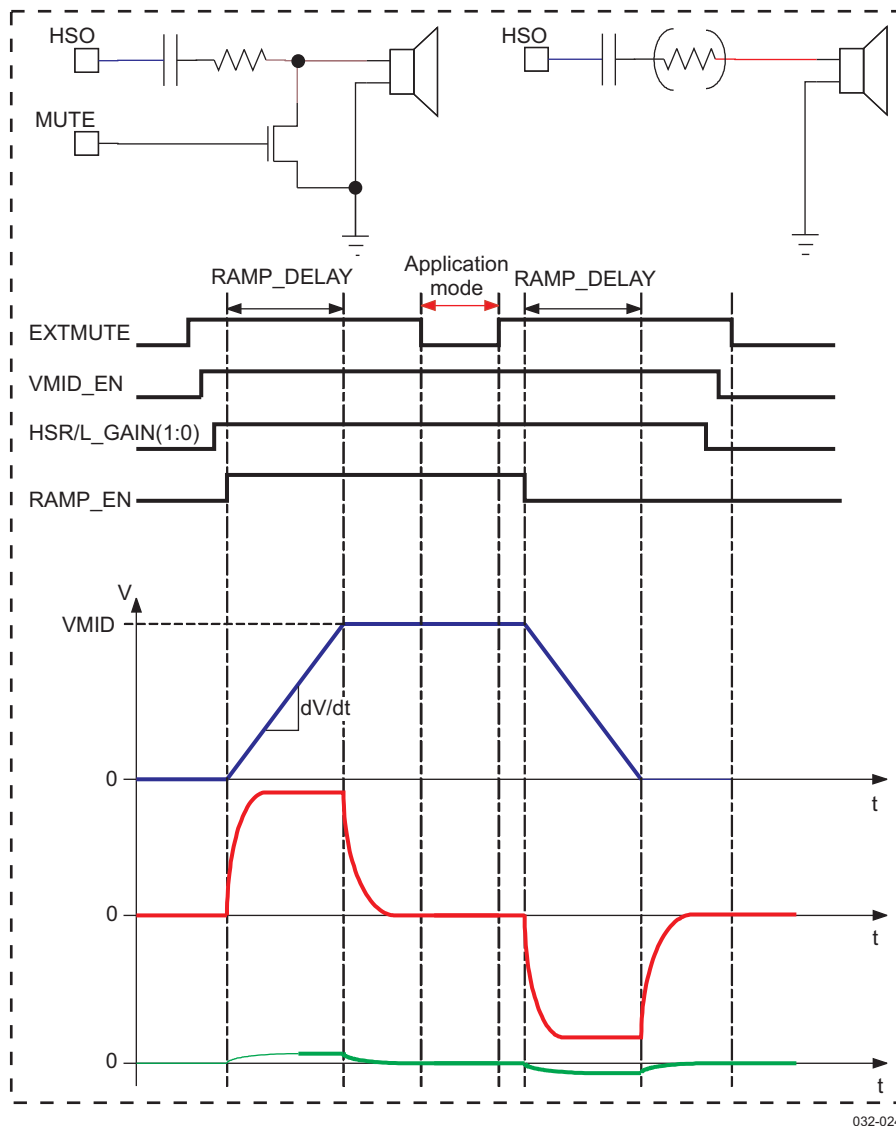 HSO
HSO
MUTE
RAMP_DELAY
Application
mode
RAMP_DELAY
EXTMUTE
VMID_EN
HSR/L_GAIN(1:0)
RAMP_EN
V
VMID
dV/dt
0
t
0
t
0
t